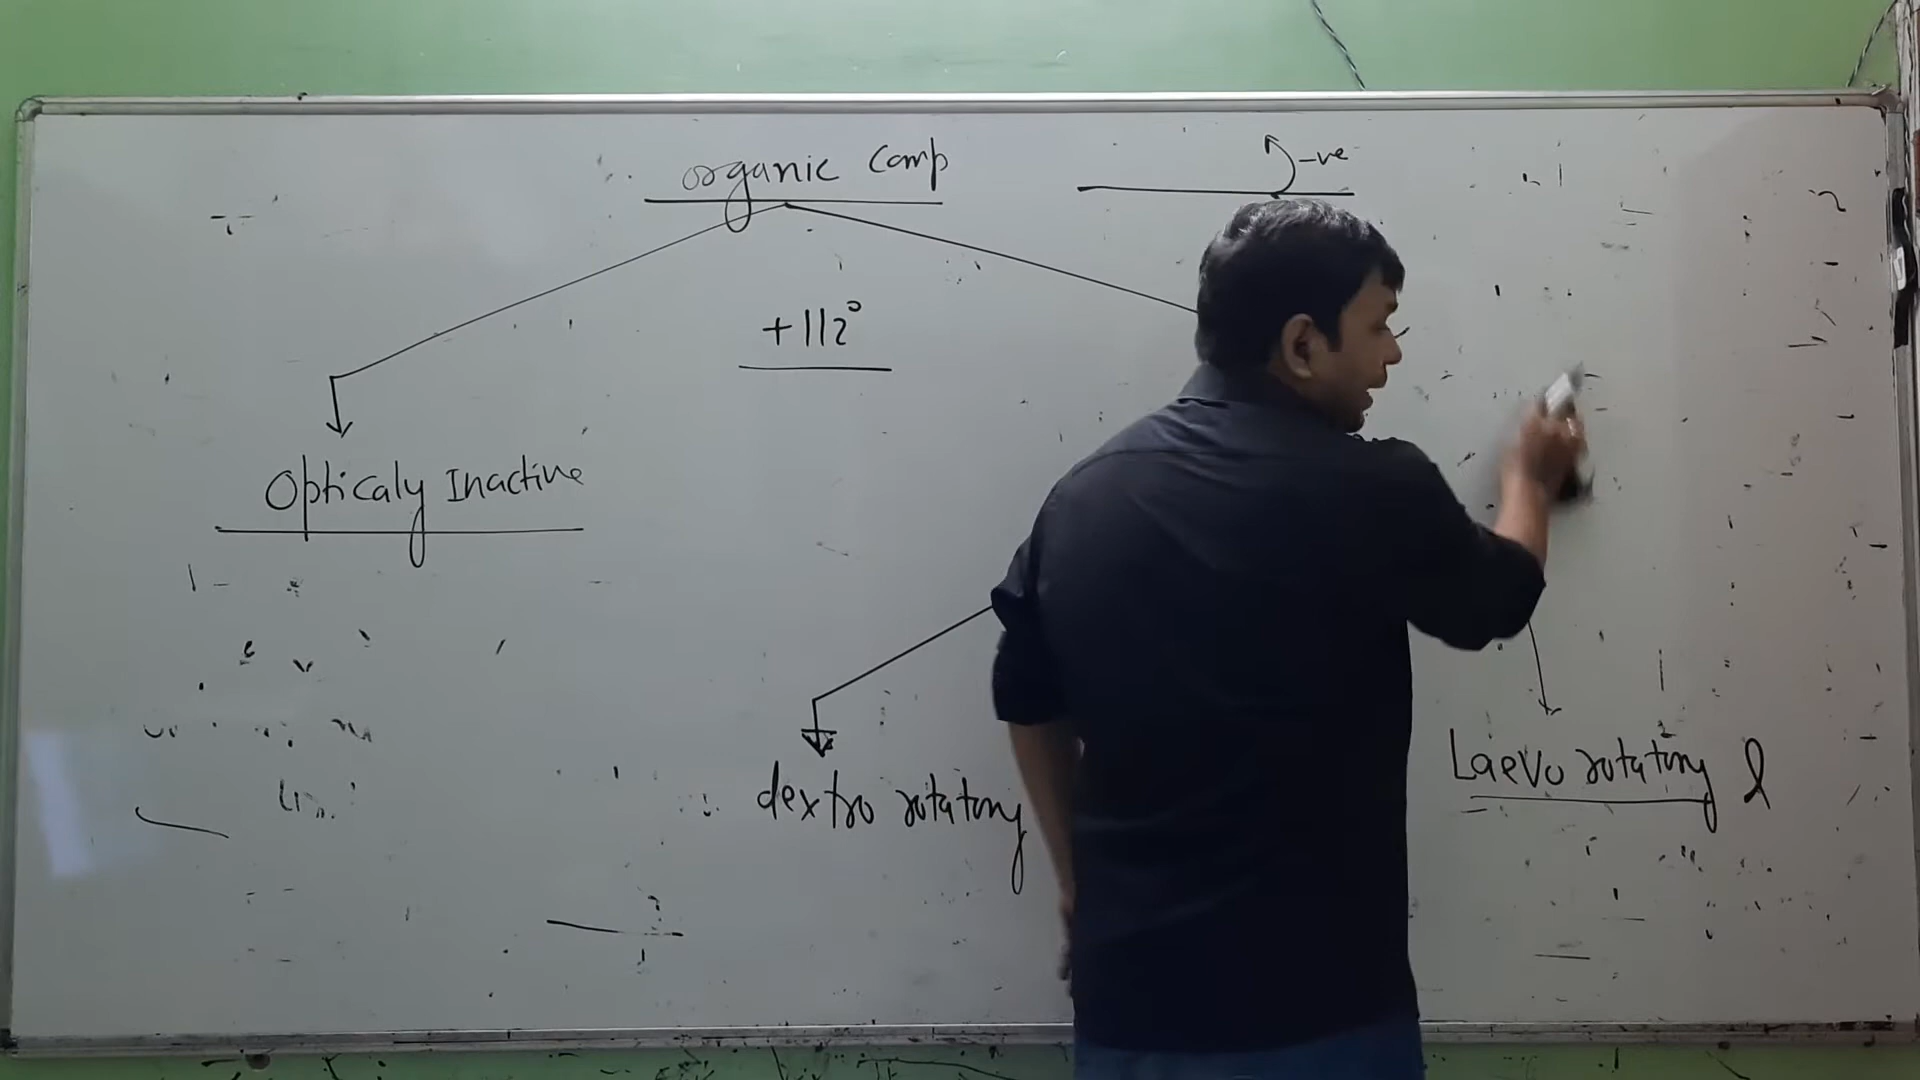 organic comp
-ve
+112°
Opticaly Inactive
Laevo rotatory l
dextro rotatory